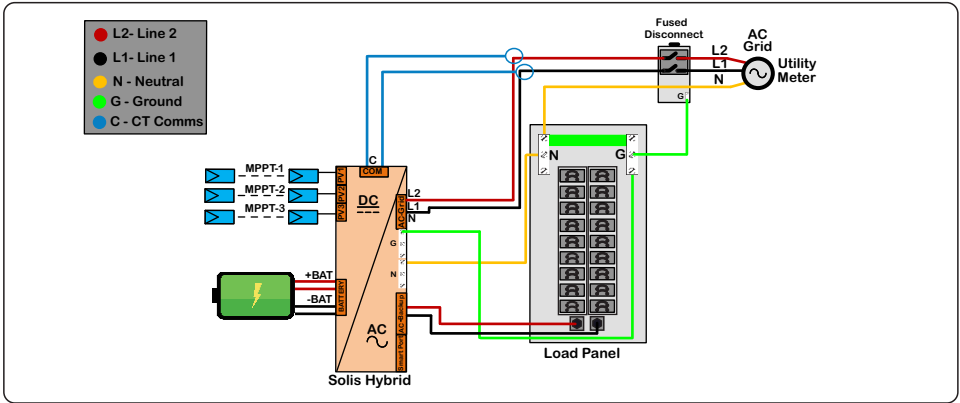 L2- Line 2
L1- Line 1
N - Neutral
G - Ground
C - CT Comms
Fused
Disconnect
AC
Grid
L2
L1
N
Utility
Meter
G
C
COM
MPPT-1
MPPT-2
MPPT-3
PV1
PV2
PV3
DC
AC-Grid
L2
L1
N
G
N
N
G
+BAT
-BAT
BATTERY
AC
AC-Backup
Smart Port
Solis Hybrid
Load Panel